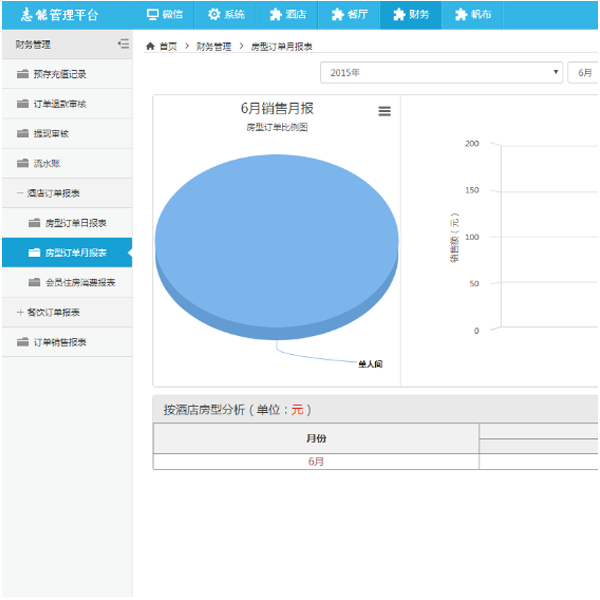 志能管理平台 微信 系统 酒店 餐厅 财务 帆布
财务管理
首页 > 财务管理 > 房型订单月报表
预存充值记录
订单退款审核
提现审核
流水账
酒店订单报表
房型订单日报表
房型订单月报表
会员住房消费报表
+ 餐饮订单报表
订单销售报表
2015年 6月
6月销售月报
房型订单比例图
单人间
200
150
100
50
0
销售额（元）
按酒店房型分析（单位：元）
月份
6月